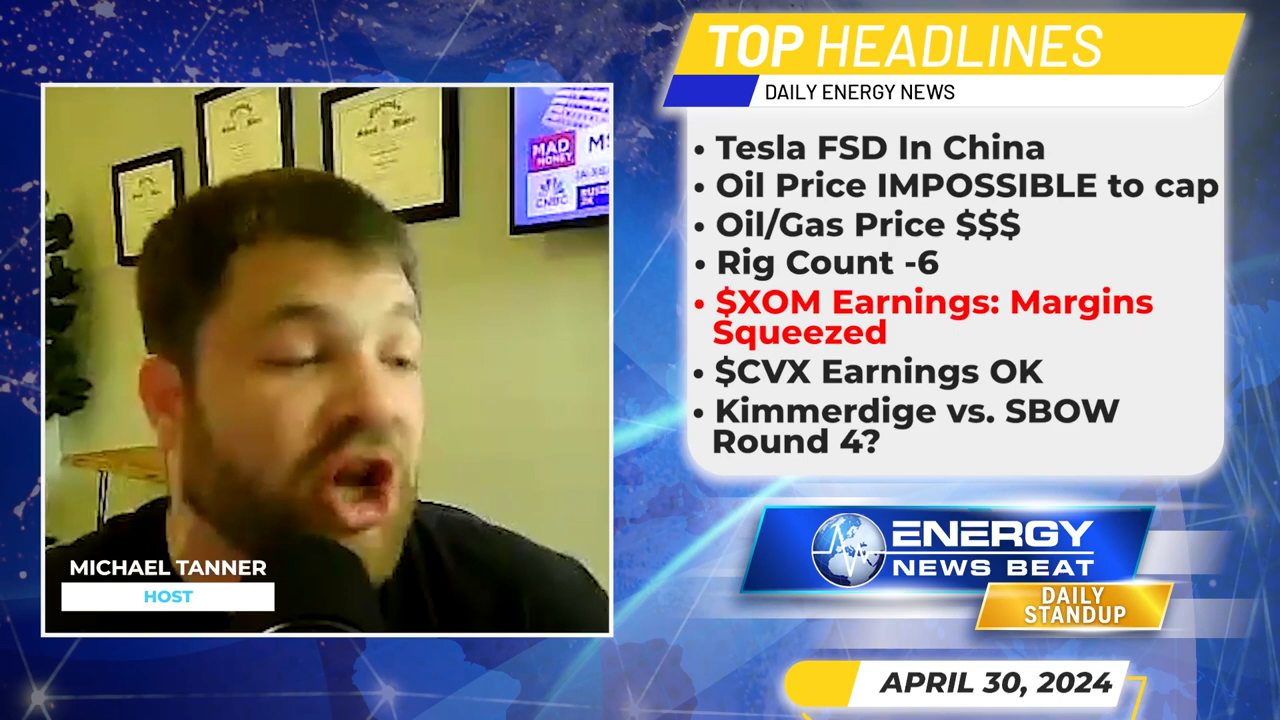 MAD
MONEY
CNBC
MICHAEL TANNER
HOST
TOP HEADLINES
DAILY ENERGY NEWS
• Tesla FSD In China
• Oil Price IMPOSSIBLE to cap
• Oil/Gas Price $$$
• Rig Count -6
• $XOM Earnings: Margins
Squeezed
• $CVX Earnings OK
• Kimmerdige vs. SBOW
Round 4?
ENERGY
NEWS BEAT
DAILY
STANDUP
APRIL 30, 2024